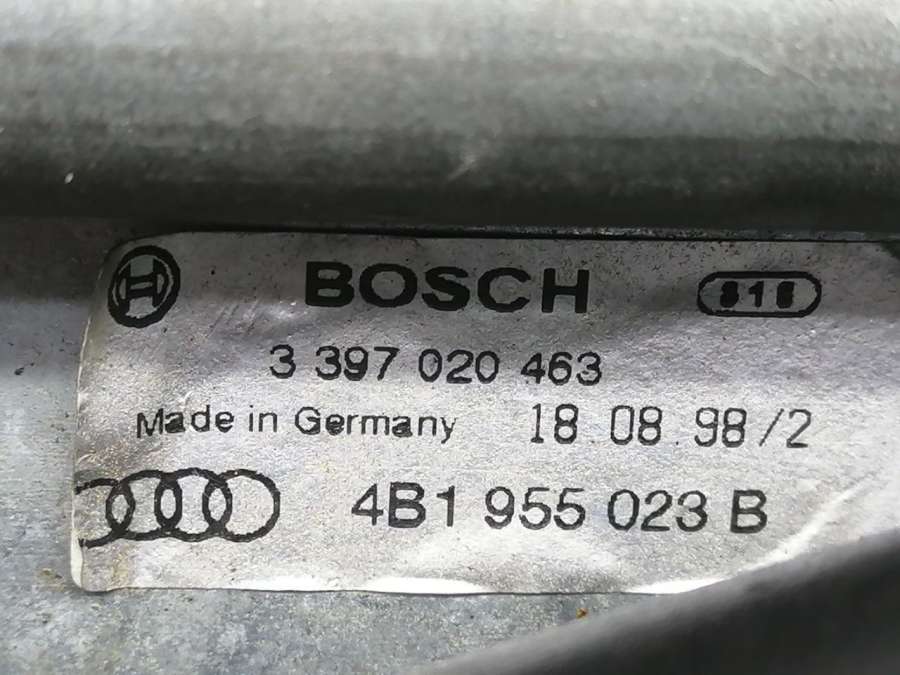 BOSCH
3 397 020 463
Made in Germany 18.08.98/2
4B1 955 023 B